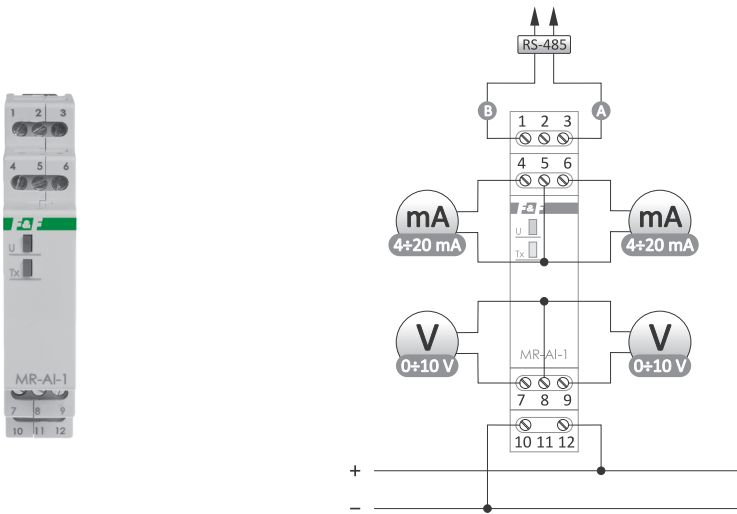 1 2 3
4 5 6
F&F
U
Tx
MR-AI-1
7 8 9
10 11 12
RS-485
B A
1 2 3
4 5 6
mA
4÷20 mA
F&F
U
Tx
mA
4÷20 mA
V
0÷10 V
MR-AI-1
V
0÷10 V
7 8 9
10 11 12
+
−